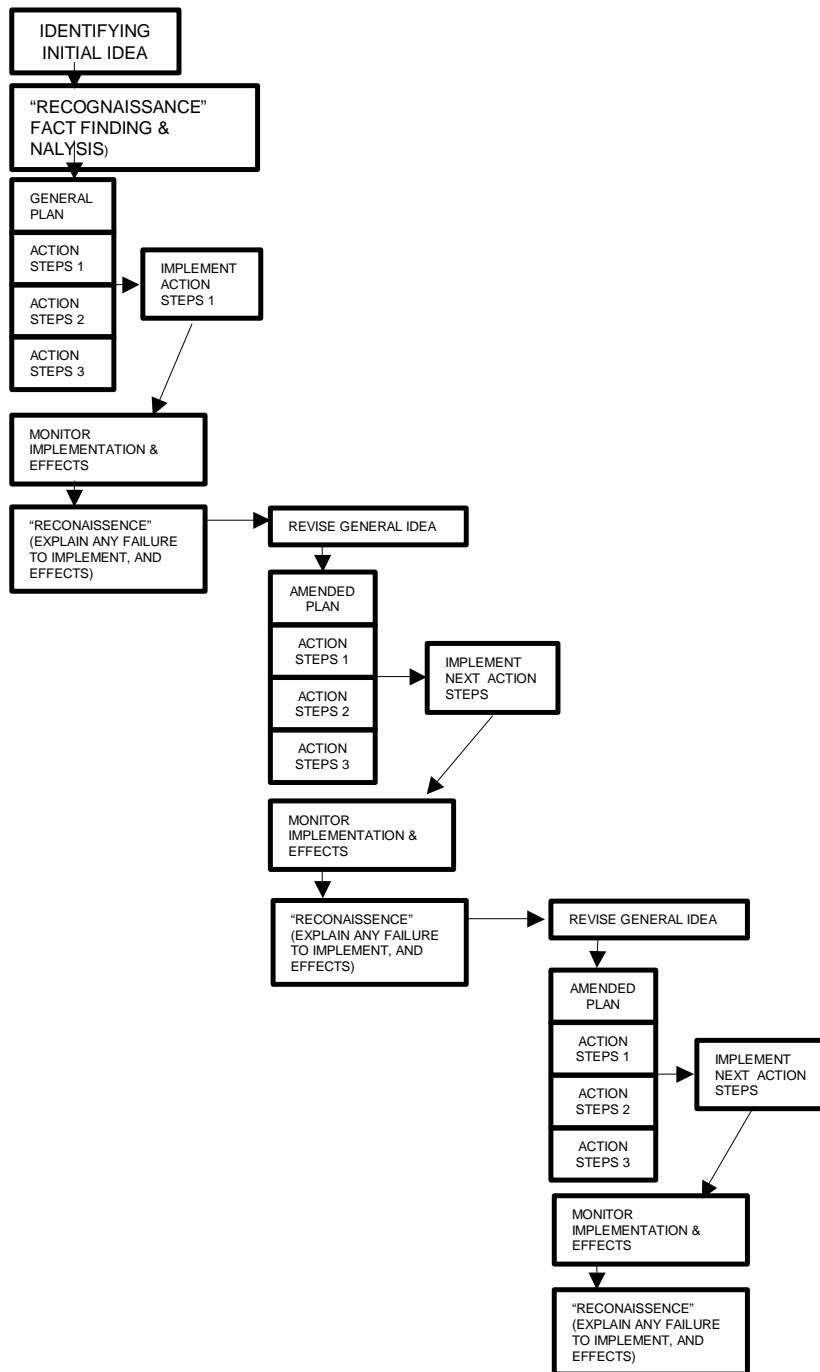 IDENTIFYING
INITIAL IDEA
“RECOGNAISSANCE”
FACT FINDING &
NALYSIS)
GENERAL
PLAN
ACTION
STEPS 1
ACTION
STEPS 2
ACTION
STEPS 3
IMPLEMENT
ACTION
STEPS 1
MONITOR
IMPLEMENTATION &
EFFECTS
“RECONAISSENCE”
(EXPLAIN ANY FAILURE
TO IMPLEMENT, AND
EFFECTS)
REVISE GENERAL IDEA
AMENDED
PLAN
ACTION
STEPS 1
ACTION
STEPS 2
ACTION
STEPS 3
IMPLEMENT
NEXT ACTION
STEPS
MONITOR
IMPLEMENTATION &
EFFECTS
“RECONAISSENCE”
(EXPLAIN ANY FAILURE
TO IMPLEMENT, AND
EFFECTS)
REVISE GENERAL IDEA
AMENDED
PLAN
ACTION
STEPS 1
ACTION
STEPS 2
ACTION
STEPS 3
IMPLEMENT
NEXT ACTION
STEPS
MONITOR
IMPLEMENTATION &
EFFECTS
“RECONAISSENCE”
(EXPLAIN ANY FAILURE
TO IMPLEMENT, AND
EFFECTS)